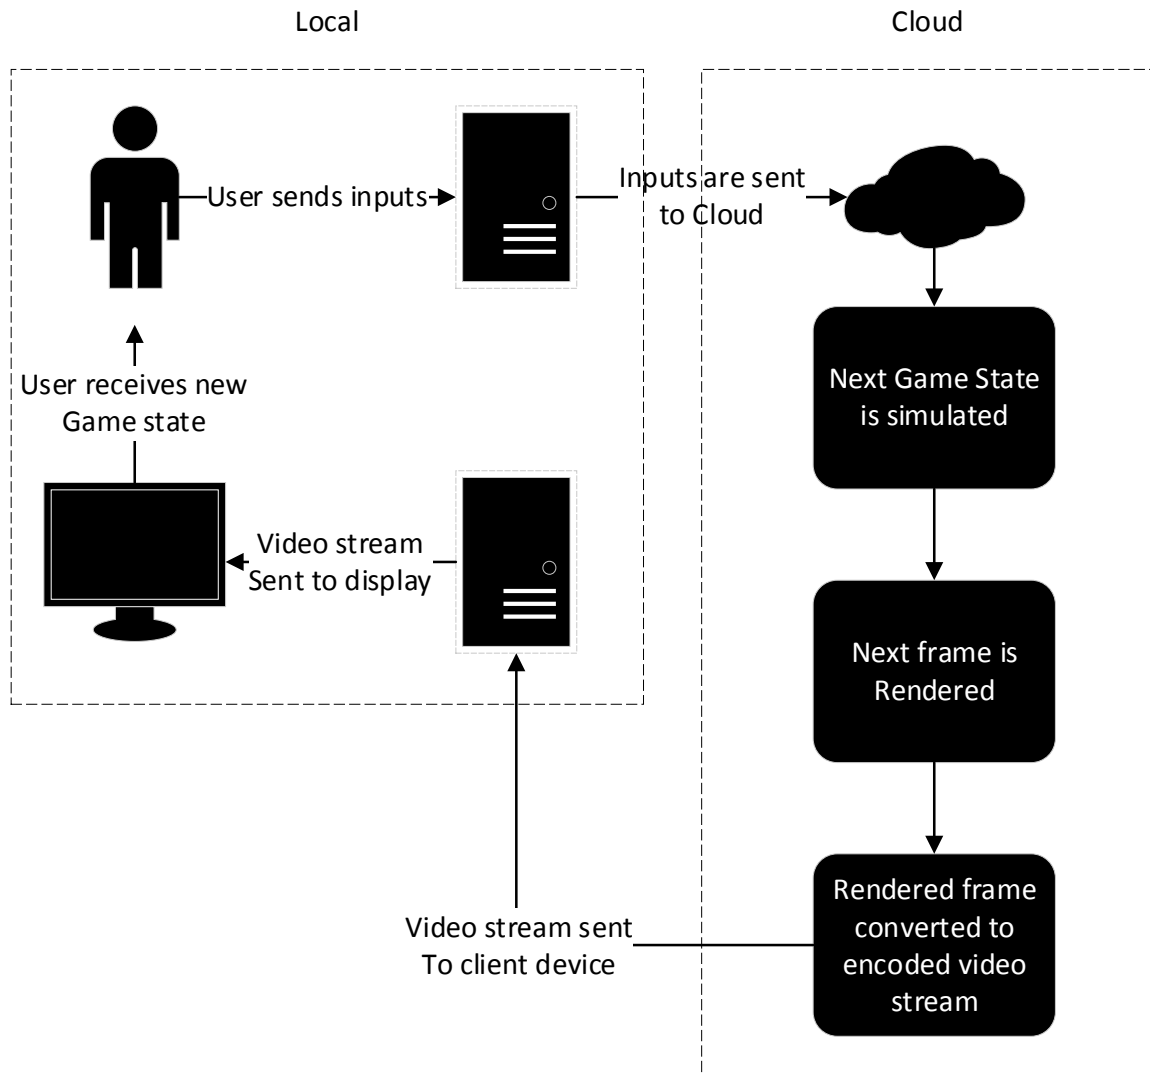 Local
Cloud
User sends inputs
Inputs are sent
to Cloud
Next Game State
is simulated
User receives new
Game state
Video stream
Sent to display
Next frame is
Rendered
Rendered frame
converted to
encoded video
stream
Video stream sent
To client device